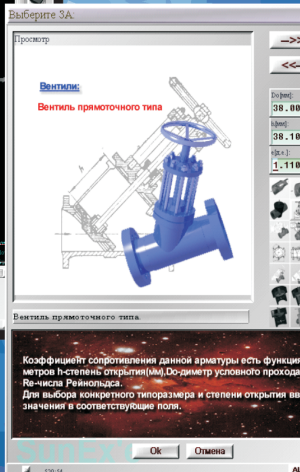 Выберите ЗА.
Просмотр
-->>
<<--
Вентили:
Вентиль прямоточного типа
Do[мм]:
38.00
h[мм]:
38.10
1.110
Вентиль прямоточного типа.
Коэффициент сопротивления данной арматуры есть функция
метров h-степень открытия(мм),Do-диметр условного прохода
Re-числа Рейнольдса.
Для выбора конкретного типоразмера и степени открытия вв
значения в соответствующие поля.
Ok
Отмена